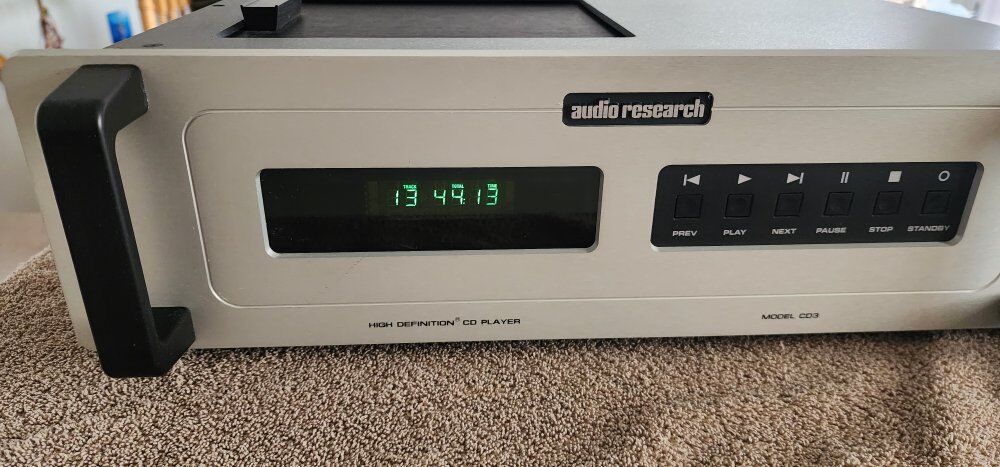 audio research
TRACK TOTAL TIME
13 44:13
PREV PLAY NEXT PAUSE STOP STANDBY
HIGH DEFINITION® CD PLAYER
MODEL CD3